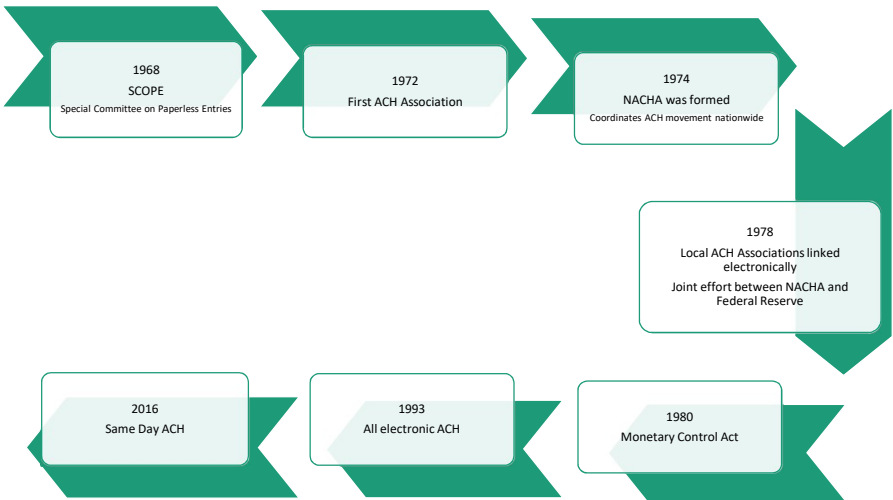 1968
SCOPE
Special Committee on Paperless Entries
1972
First ACH Association
1974
NACHA was formed
Coordinates ACH movement nationwide
1978
Local ACH Associations linked
electronically
Joint effort between NACHA and
Federal Reserve
1980
Monetary Control Act
1993
All electronic ACH
2016
Same Day ACH